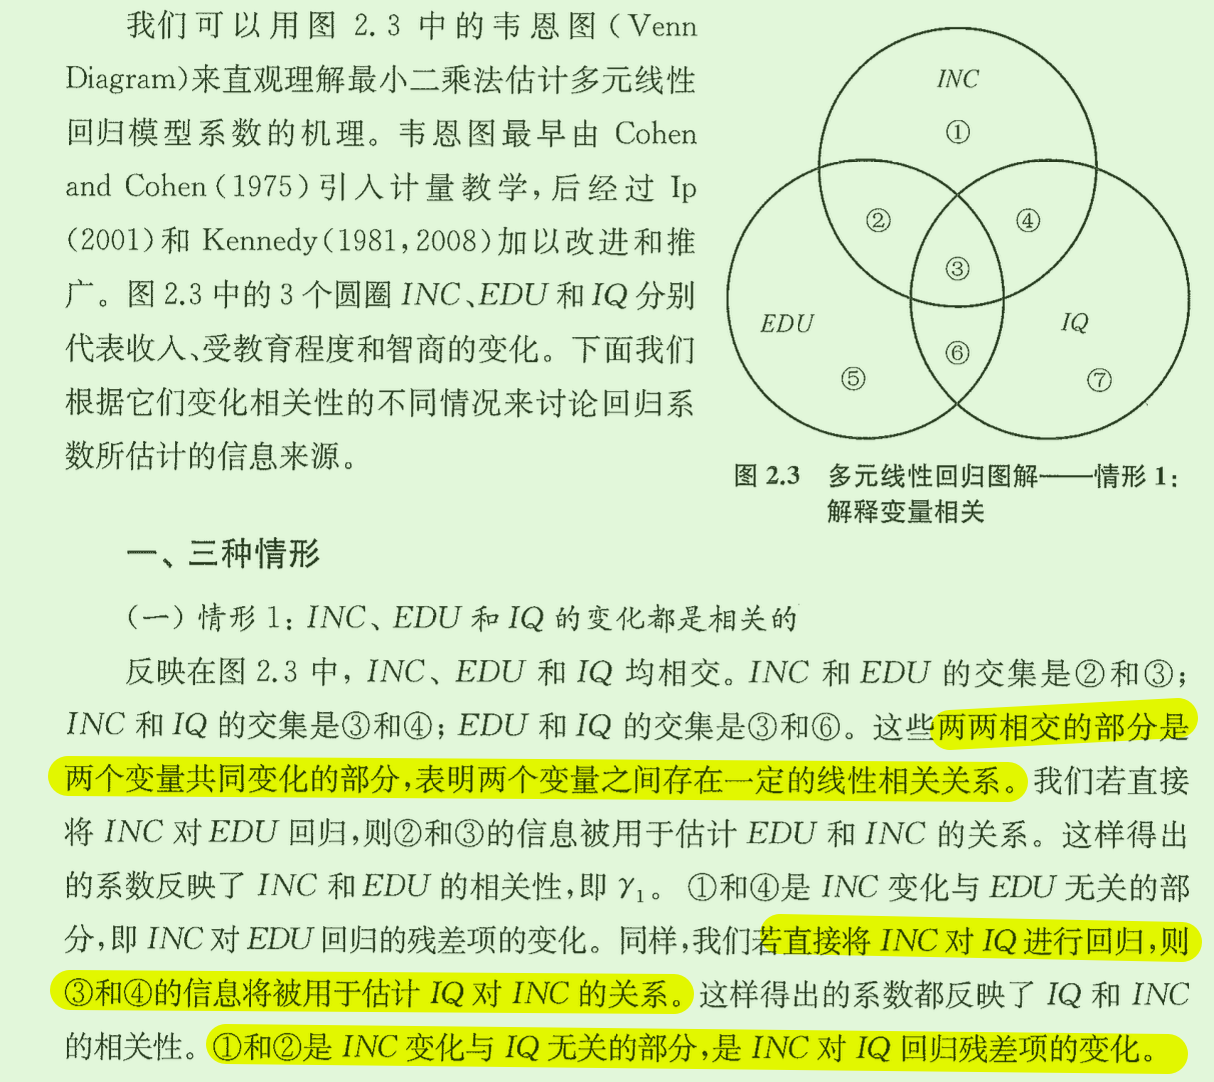 我们可以用图 2.3 中的韦恩图(Venn
Diagram)来直观理解最小二乘法估计多元线性
回归模型系数的机理。韦恩图最早由 Cohen
and Cohen(1975)引入计量教学,后经过 Ip
(2001)和 Kennedy(1981,2008)加以改进和推
广。图 2.3 中的 3 个圆圈 INC、EDU 和 IQ 分别
代表收入、受教育程度和智商的变化。下面我们
根据它们变化相关性的不同情况来讨论回归系
数所估计的信息来源。
INC
①
②
④
③
EDU
IQ
⑥
⑤
⑦
图 2.3 多元线性回归图解——情形 1:
解释变量相关
一、三种情形
(一) 情形 1: INC、EDU 和 IQ 的变化都是相关的
反映在图 2.3 中, INC、EDU 和 IQ 均相交。INC 和 EDU 的交集是②和③;
INC 和 IQ 的交集是③和④; EDU 和 IQ 的交集是③和⑥。这些两两相交的部分是
两个变量共同变化的部分,表明两个变量之间存在一定的线性相关关系。我们若直接
将 INC 对 EDU 回归,则②和③的信息被用于估计 EDU 和 INC 的关系。这样得出
的系数反映了 INC 和 EDU 的相关性,即 γ₁。①和④是 INC 变化与 EDU 无关的部
分,即 INC 对 EDU 回归的残差项的变化。同样,我们若直接将 INC 对 IQ 进行回归,则
③和④的信息将被用于估计 IQ 对 INC 的关系。这样得出的系数都反映了 IQ 和 INC
的相关性。①和②是 INC 变化与 IQ 无关的部分,是 INC 对 IQ 回归残差项的变化。